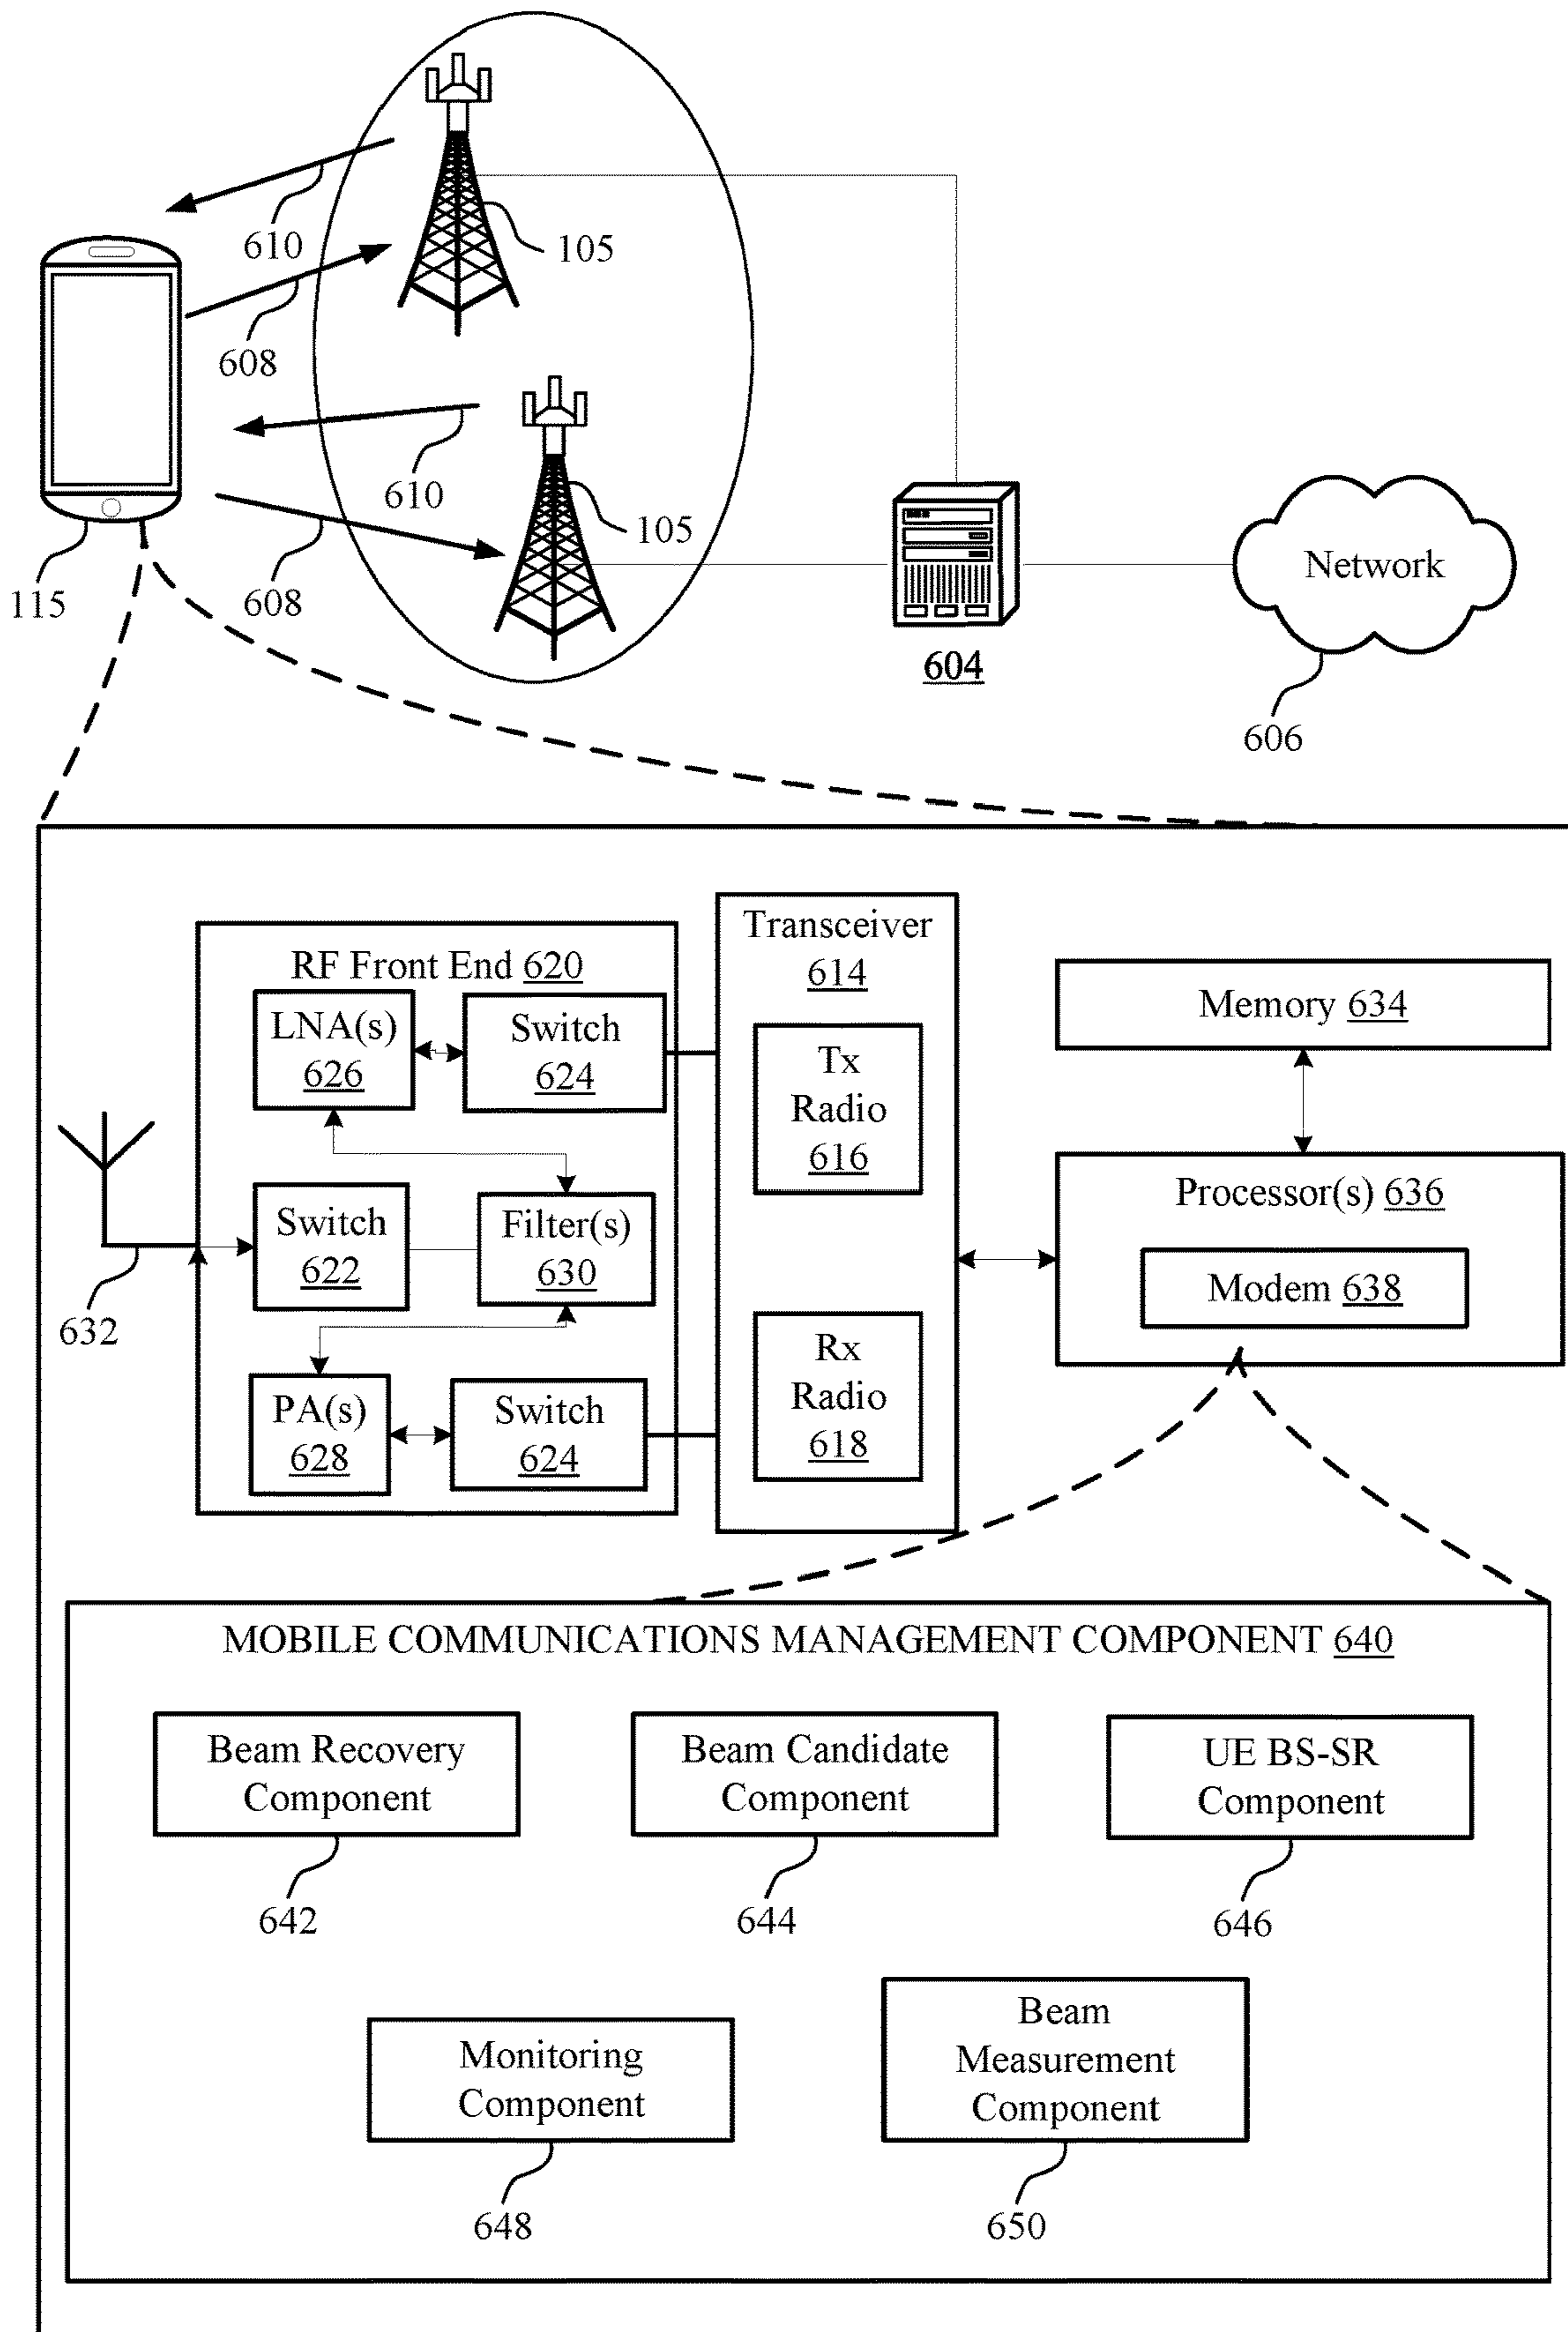 610
105
608
610
105
115
608
604
Network
606
RF Front End 620
LNA(s)
626
Switch
624
Switch
622
Filter(s)
630
632
PA(s)
628
Switch
624
Transceiver
614
Tx
Radio
616
Rx
Radio
618
Memory 634
Processor(s) 636
Modem 638
MOBILE COMMUNICATIONS MANAGEMENT COMPONENT 640
Beam Recovery
Component
642
Beam Candidate
Component
644
UE BS-SR
Component
646
Monitoring
Component
648
Beam
Measurement
Component
650